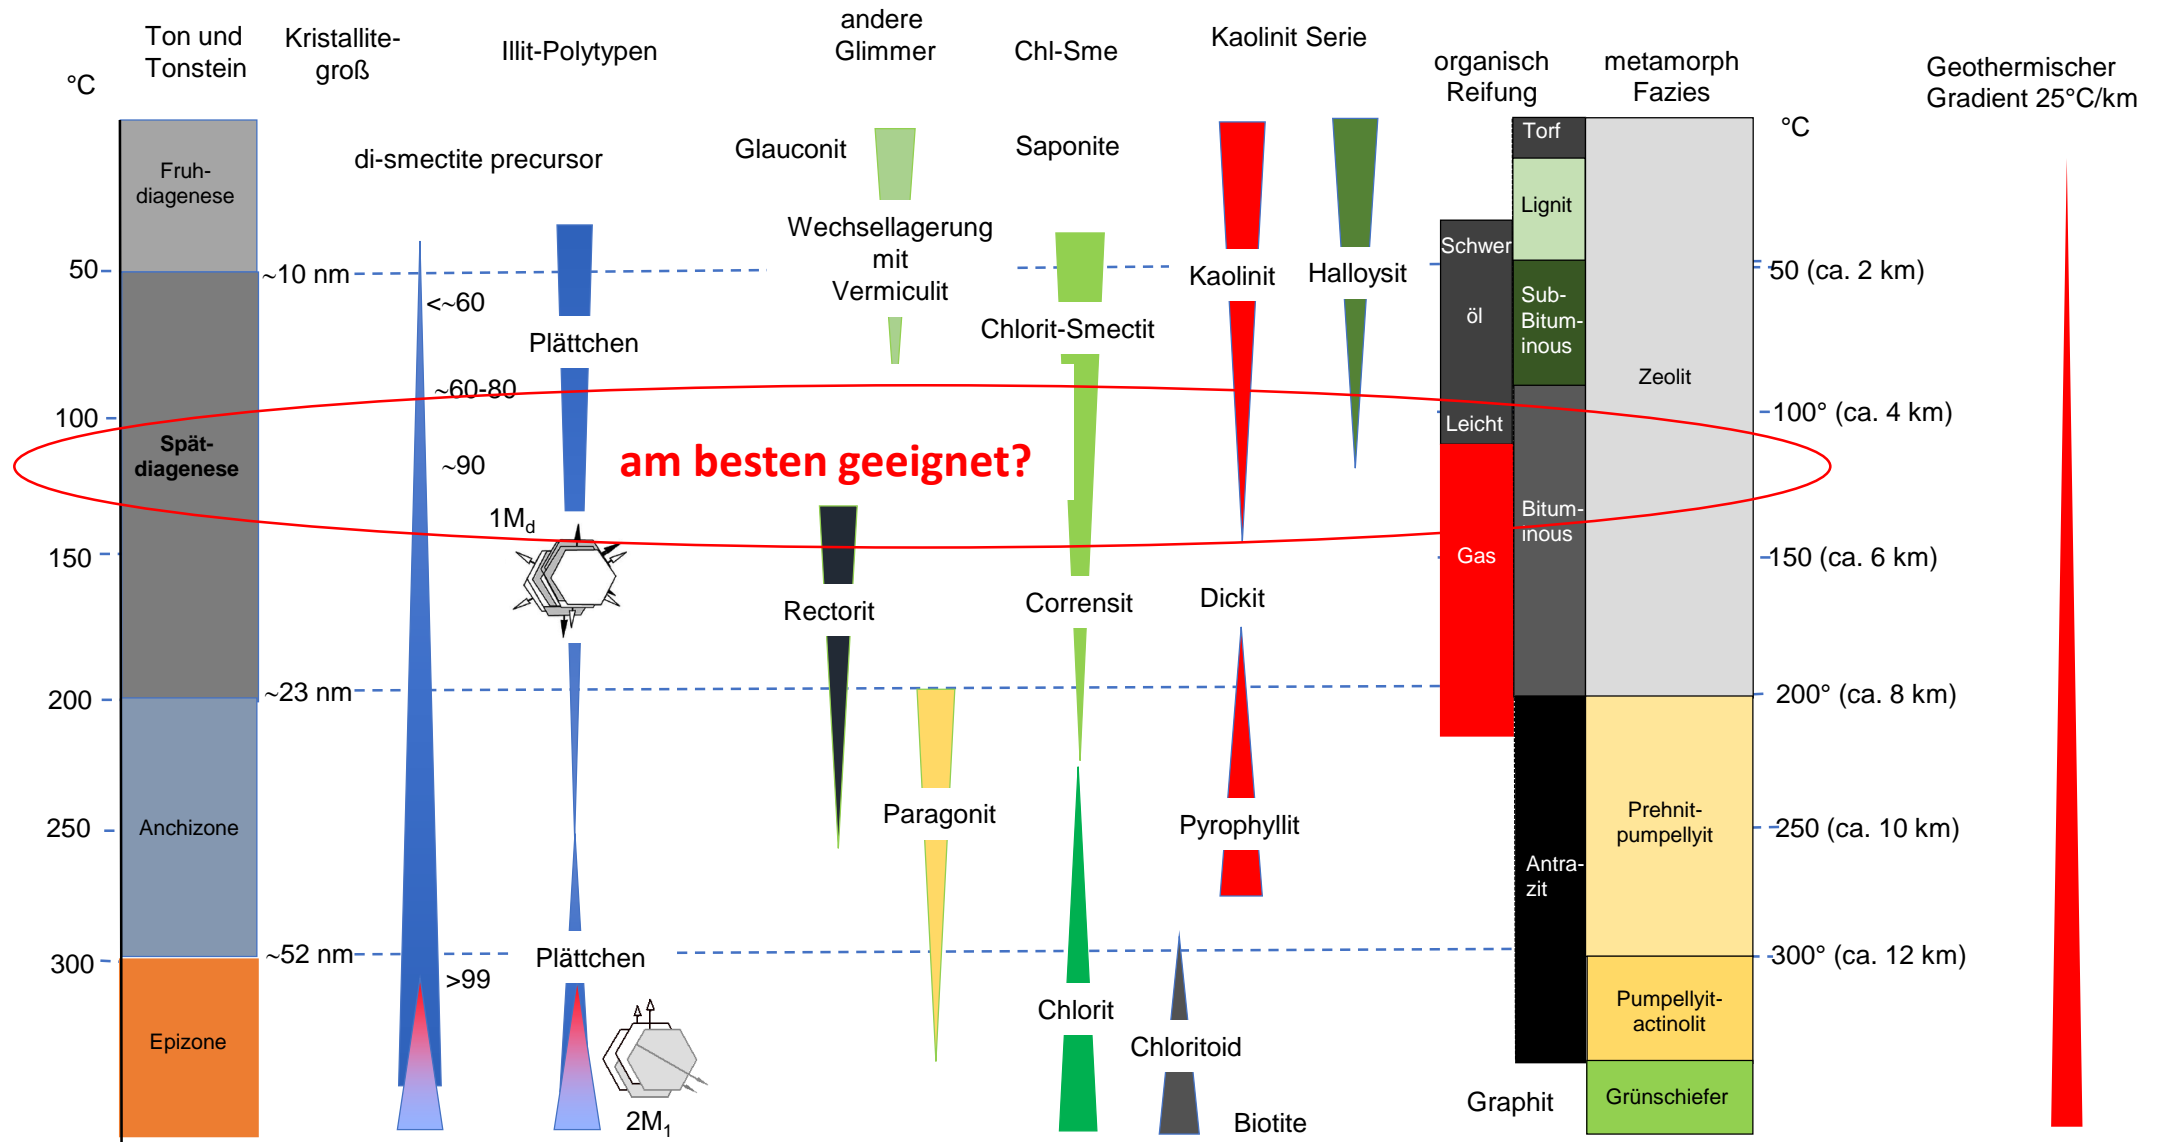 Ton und
Tonstein
Kristallite-
groß
Illit-Polytypen
andere
Glimmer
Chl-Sme
Kaolinit Serie
organisch
Reifung
metamorph
Fazies
Geothermischer
Gradient 25°C/km
°C
°C
Fruh-
diagenese
di-smectite precursor
Glauconit
Saponite
Torf
Lignit
Wechsellagerung
mit
Vermiculit
Schwer
öl
50
~10 nm
Kaolinit
Halloysit
50 (ca. 2 km)
<~60
Plättchen
Chlorit-Smectit
Sub-
Bitum-
inous
Zeolit
~60-80
100
Leicht
100° (ca. 4 km)
Spät-
diagenese
~90
am besten geeignet?
1Md
Bitum-
inous
150
Gas
150 (ca. 6 km)
Rectorit
Corrensit
Dickit
200
~23 nm
200° (ca. 8 km)
250
Anchizone
Paragonit
Pyrophyllit
Prehnit-
pumpellyit
250 (ca. 10 km)
Antra-
zit
300
~52 nm
Plättchen
300° (ca. 12 km)
>99
Chlorit
Pumpellyit-
actinolit
Epizone
Chloritoid
2M1
Biotite
Graphit
Grünschiefer